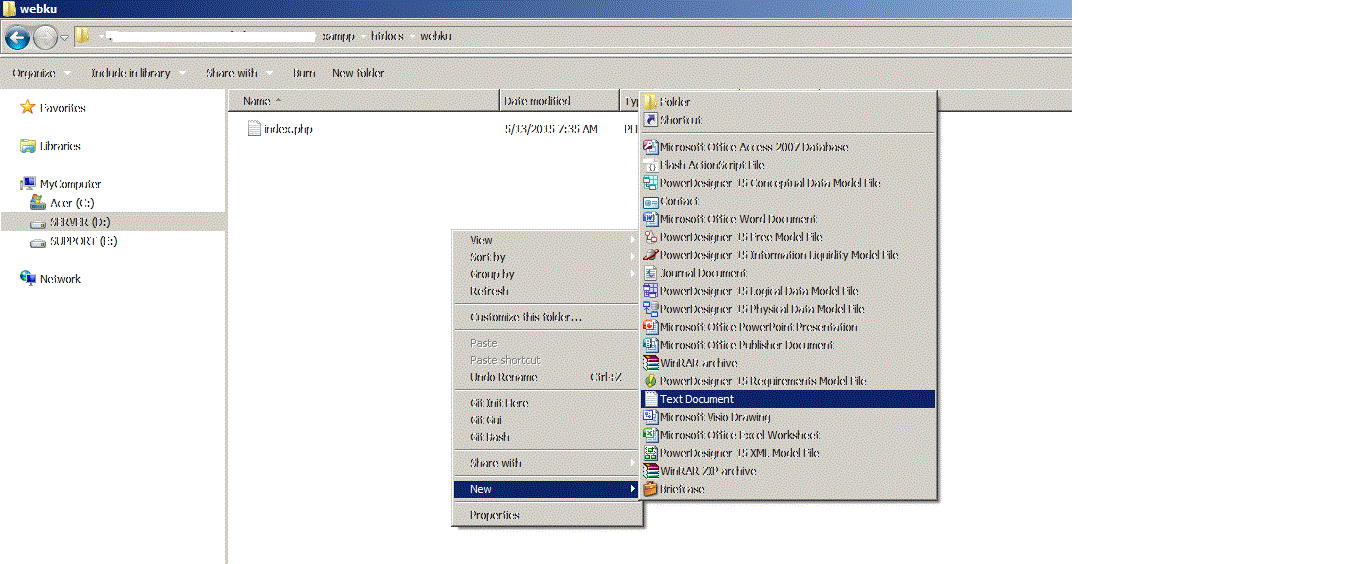 webku
xampp htdocs webku
Organize Include in library Share with Burn New folder
Favorites
Libraries
MyComputer
Acer (C:)
SERVER (D:)
SUPPORT (E:)
Network
Name Date modified
index.php 5/13/2015 7:35 AM
View
Sort by
Group by
Refresh
Customize this folder...
Paste
Paste shortcut
Undo Rename Ctrl+Z
Git Init Here
Git Gui
Git Bash
Share with
New
Properties
Folder
Shortcut
Microsoft Office Access 2007 Database
Flash ActionScript File
PowerDesigner 15 Conceptual Data Model File
Contact
Microsoft Office Word Document
PowerDesigner 15 Free Model File
PowerDesigner 15 Information Liquidity Model File
Journal Document
PowerDesigner 15 Logical Data Model File
PowerDesigner 15 Physical Data Model File
Microsoft Office PowerPoint Presentation
Microsoft Office Publisher Document
WinRAR archive
PowerDesigner 15 Requirements Model File
Text Document
Microsoft Visio Drawing
Microsoft Office Excel Worksheet
PowerDesigner 15 XML Model File
WinRAR ZIP archive
Briefcase